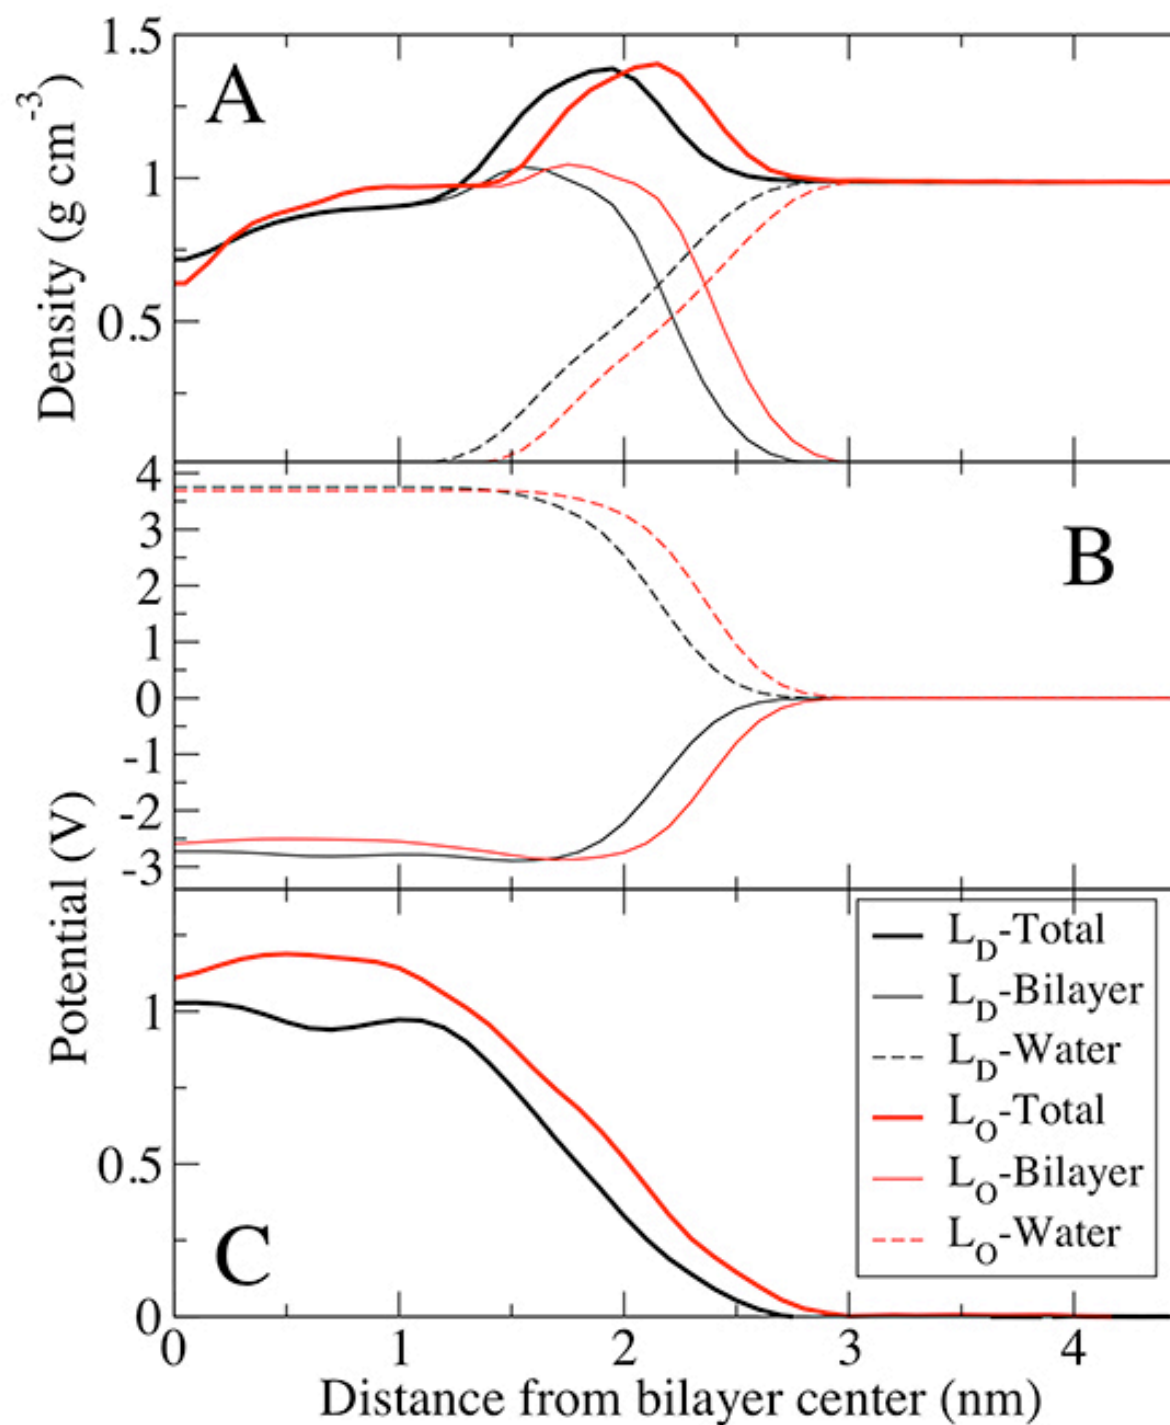 1.5
1
0.5
Density (g cm⁻³)
A
4
3
2
1
0
-1
-2
-3
B
Potential (V)
1
0.5
0
C
L_D-Total
L_D-Bilayer
L_D-Water
L_O-Total
L_O-Bilayer
L_O-Water
0 1 2 3 4
Distance from bilayer center (nm)